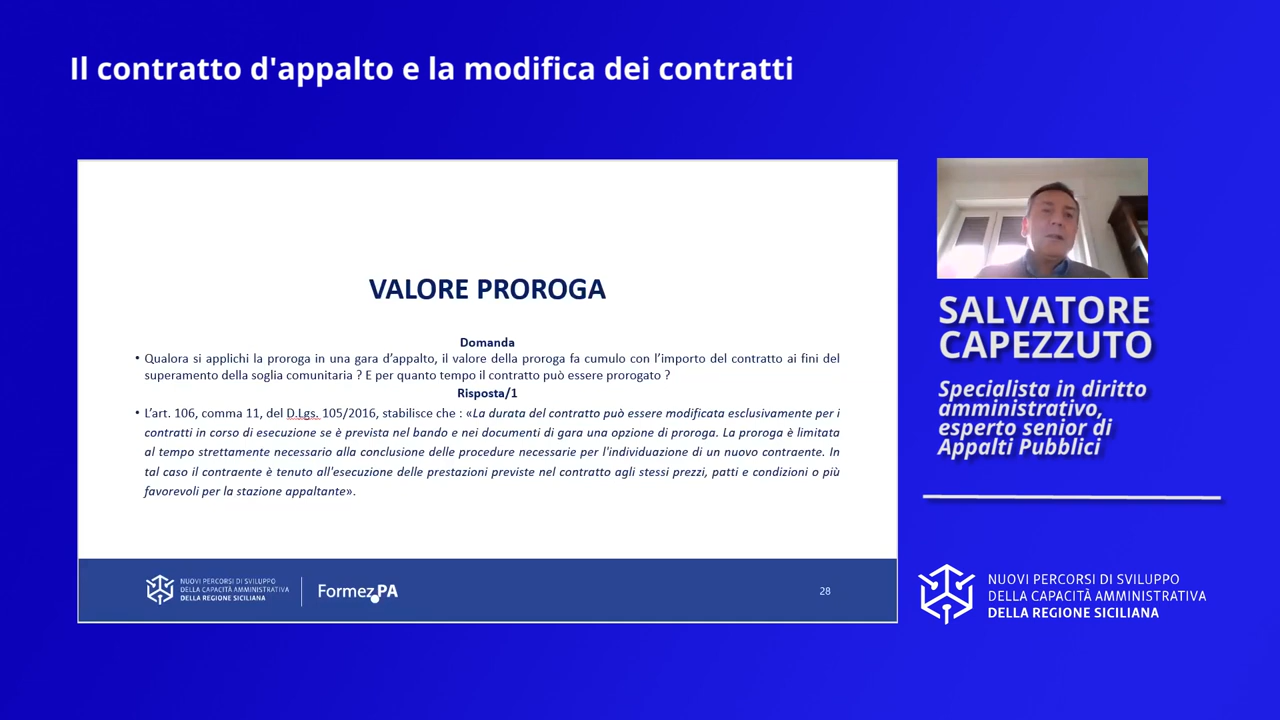 Il contratto d'appalto e la modifica dei contratti
VALORE PROROGA
Domanda
• Qualora si applichi la proroga in una gara d'appalto, il valore della proroga fa cumulo con l'importo del contratto ai fini del
superamento della soglia comunitaria ? E per quanto tempo il contratto può essere prorogato ?
Risposta/1
• L'art. 106, comma 11, del D.Lgs. 105/2016, stabilisce che : «La durata del contratto può essere modificata esclusivamente per i
contratti in corso di esecuzione se è prevista nel bando e nei documenti di gara una opzione di proroga. La proroga è limitata
al tempo strettamente necessario alla conclusione delle procedure necessarie per l'individuazione di un nuovo contraente. In
tal caso il contraente è tenuto all'esecuzione delle prestazioni previste nel contratto agli stessi prezzi, patti e condizioni o più
favorevoli per la stazione appaltante».
NUOVI PERCORSI DI SVILUPPO
DELLA CAPACITÀ AMMINISTRATIVA
DELLA REGIONE SICILIANA
Formez PA
28
SALVATORE
CAPEZZUTO
Specialista in diritto
amministrativo,
esperto senior di
Appalti Pubblici
NUOVI PERCORSI DI SVILUPPO
DELLA CAPACITÀ AMMINISTRATIVA
DELLA REGIONE SICILIANA